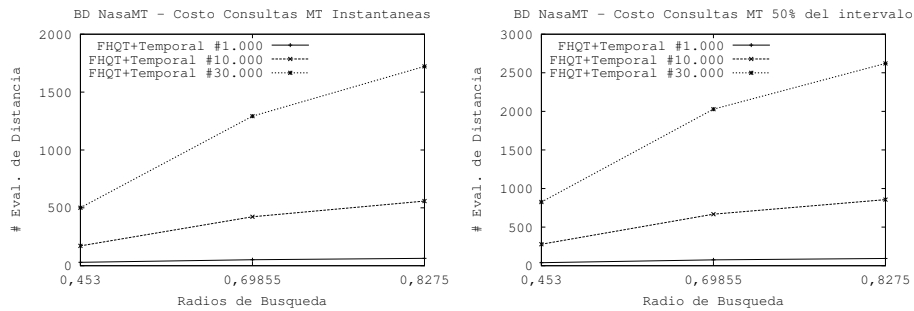 BD NasaMT - Costo Consultas MT Instantaneas
FHQT+Temporal #1.000
FHQT+Temporal #10.000
FHQT+Temporal #30.000
# Eval. de Distancia
2000
1500
1000
500
0
0,453
0,69855
0,8275
Radios de Busqueda
BD NasaMT - Costo Consultas MT 50% del intervalo
FHQT+Temporal #1.000
FHQT+Temporal #10.000
FHQT+Temporal #30.000
# Eval. de Distancia
3000
2500
2000
1500
1000
500
0
0,453
0,69855
0,8275
Radio de Busqueda